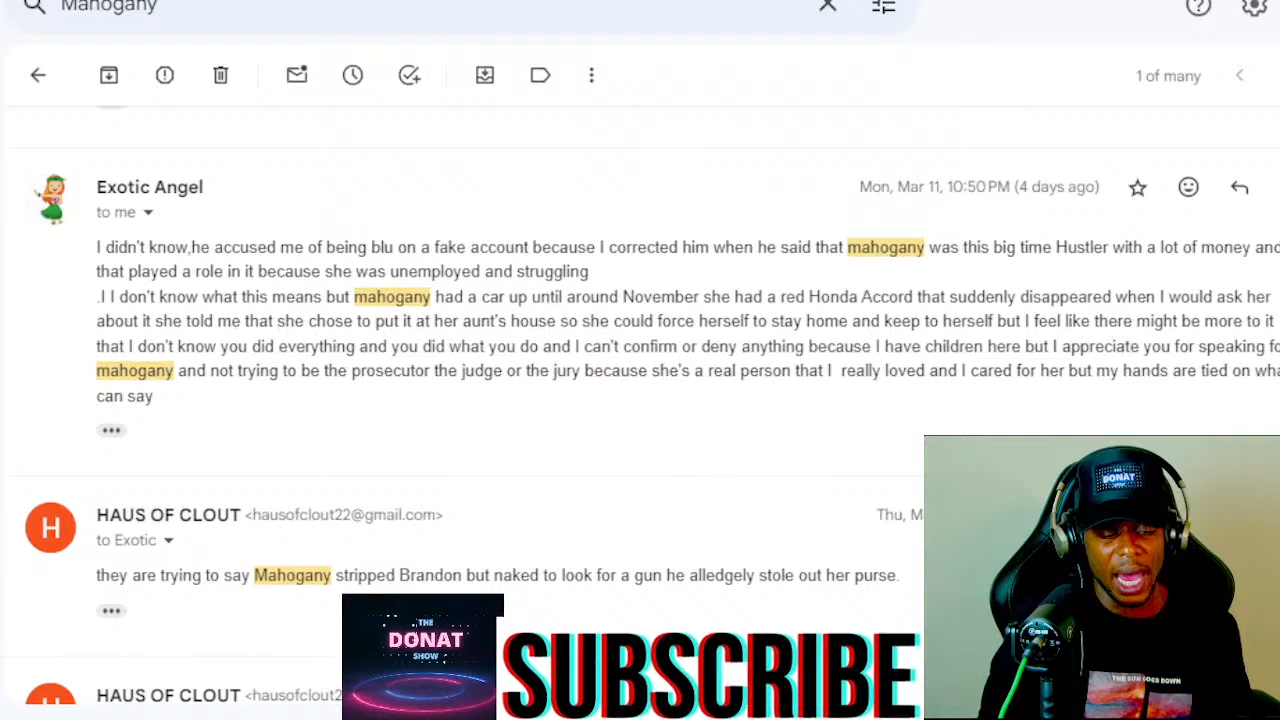 Mahogany
1 of many
Exotic Angel
Mon, Mar 11, 10:50 PM (4 days ago)
to me
I didn't know,he accused me of being blu on a fake account because I corrected him when he said that mahogany was this big time Hustler with a lot of money and
that played a role in it because she was unemployed and struggling
.I I don't know what this means but mahogany had a car up until around November she had a red Honda Accord that suddenly disappeared when I would ask her
about it she told me that she chose to put it at her aunt's house so she could force herself to stay home and keep to herself but I feel like there might be more to it
that I don't know you did everything and you did what you do and I can't confirm or deny anything because I have children here but I appreciate you for speaking fo
mahogany and not trying to be the prosecutor the judge or the jury because she's a real person that I really loved and I cared for her but my hands are tied on wha
can say
H
HAUS OF CLOUT <hausofclout22@gmail.com>
Thu, M
to Exotic
they are trying to say Mahogany stripped Brandon but naked to look for a gun he alledgely stole out her purse.
THE
DONAT
SHOW
SUBSCRIBE
THE
DONAT
SHOW
THE SUN GOES DOWN
H
HAUS OF CLOUT <hausofclout2